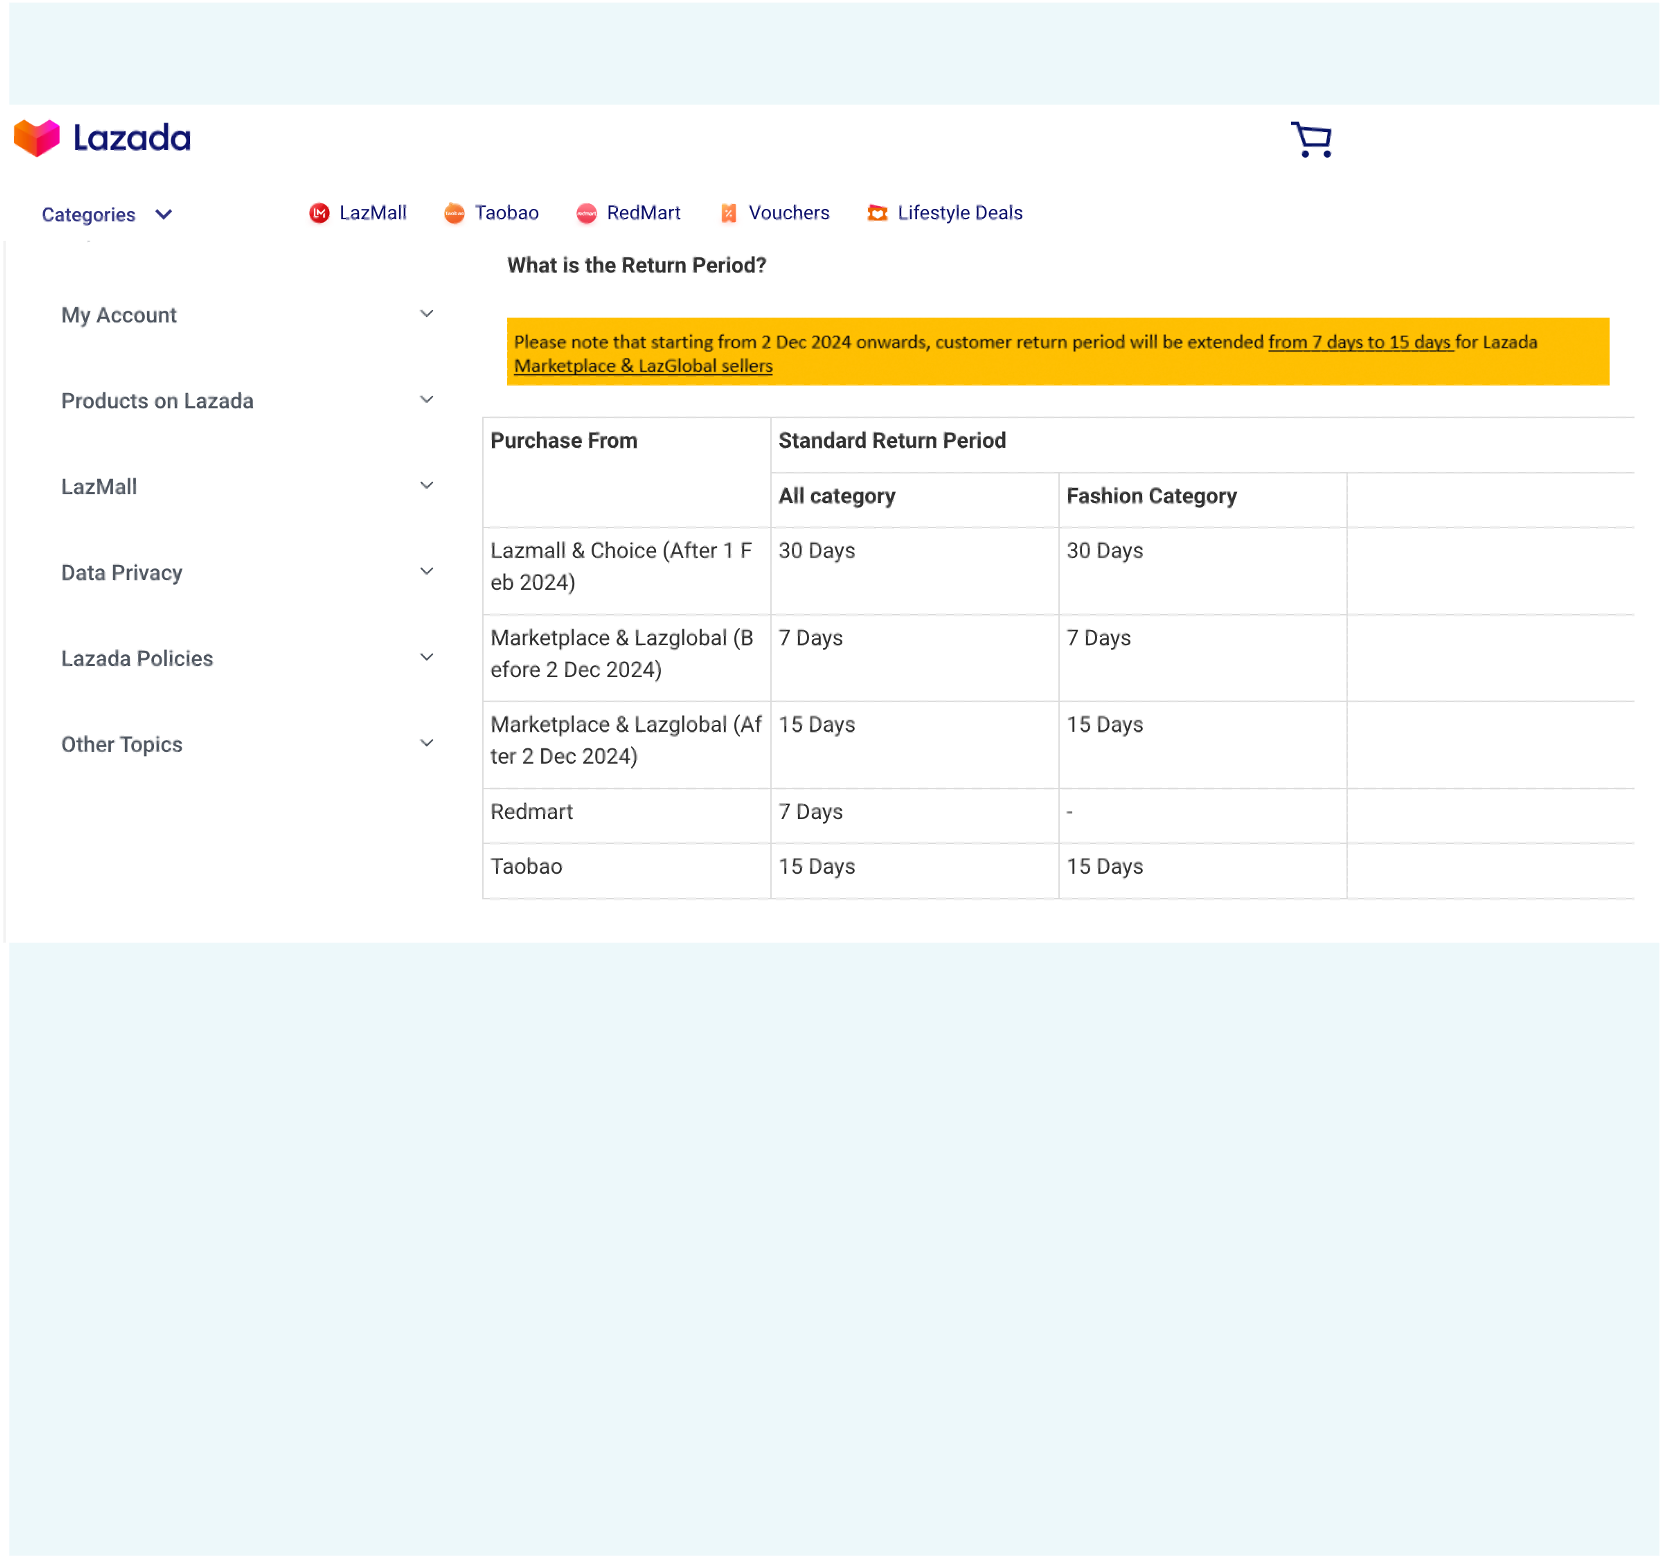 Lazada
Categories
LazMall
Taobao
RedMart
Vouchers
Lifestyle Deals
My Account
Products on Lazada
LazMall
Data Privacy
Lazada Policies
Other Topics
What is the Return Period?
Please note that starting from 2 Dec 2024 onwards, customer return period will be extended from 7 days to 15 days for Lazada
Marketplace & LazGlobal sellers
Purchase From
Standard Return Period
All category
Fashion Category
Lazmall & Choice (After 1 F
eb 2024)
30 Days
30 Days
Marketplace & Lazglobal (B
efore 2 Dec 2024)
7 Days
7 Days
Marketplace & Lazglobal (Af
ter 2 Dec 2024)
15 Days
15 Days
Redmart
7 Days
-
Taobao
15 Days
15 Days